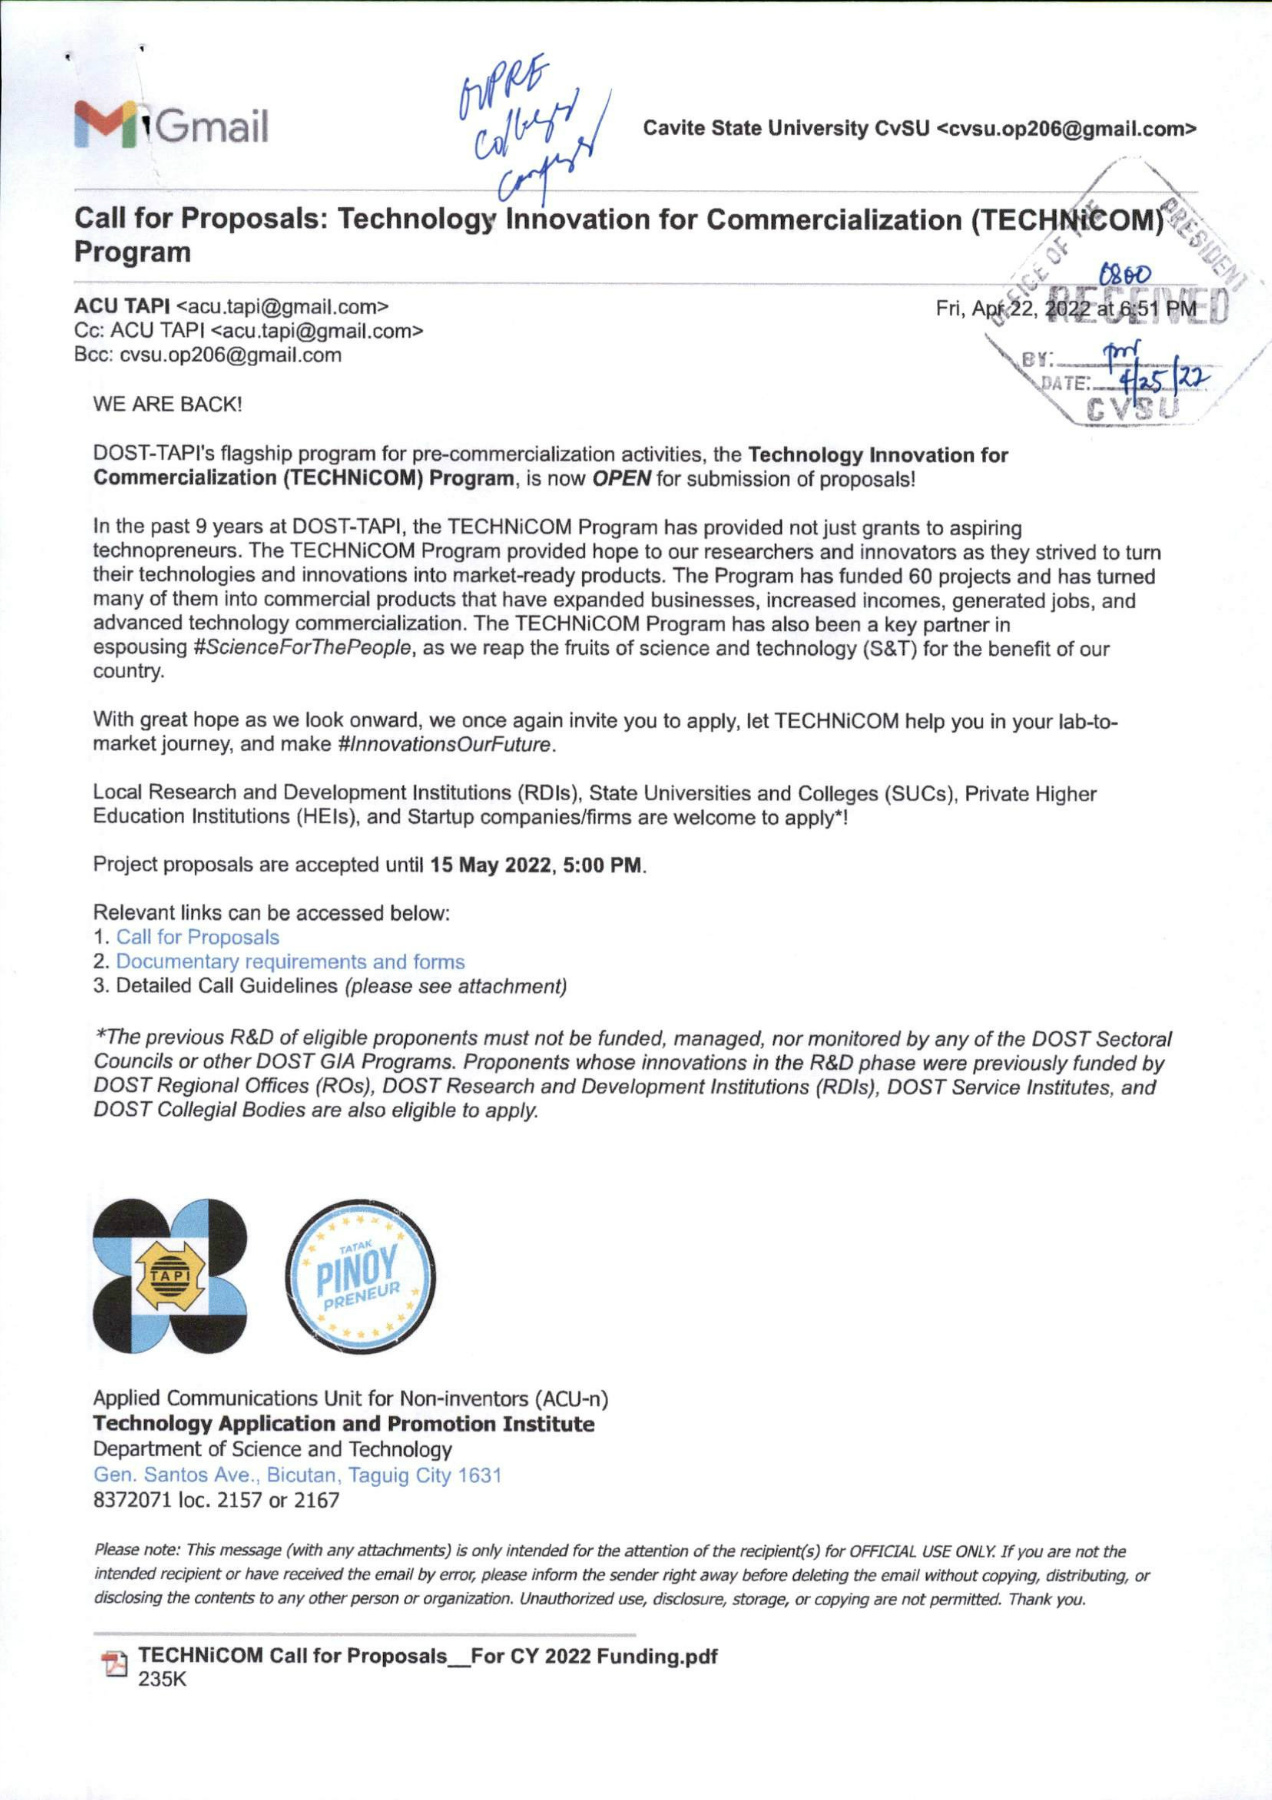 Gmail
OVPRE
Colleges
Campuses
Cavite State University CvSU <cvsu.op206@gmail.com>
Call for Proposals: Technology Innovation for Commercialization (TECHNiCOM)
Program
OFFICE OF THE PRESIDENT
0800
RECEIVED
BY:
DATE: 4/25/22
CVSU
ACU TAPI <acu.tapi@gmail.com>
Fri, Apr 22, 2022 at 6:51 PM
Cc: ACU TAPI <acu.tapi@gmail.com>
Bcc: cvsu.op206@gmail.com
WE ARE BACK!
DOST-TAPI's flagship program for pre-commercialization activities, the Technology Innovation for
Commercialization (TECHNiCOM) Program, is now OPEN for submission of proposals!
In the past 9 years at DOST-TAPI, the TECHNiCOM Program has provided not just grants to aspiring
technopreneurs. The TECHNiCOM Program provided hope to our researchers and innovators as they strived to turn
their technologies and innovations into market-ready products. The Program has funded 60 projects and has turned
many of them into commercial products that have expanded businesses, increased incomes, generated jobs, and
advanced technology commercialization. The TECHNiCOM Program has also been a key partner in
espousing #ScienceForThePeople, as we reap the fruits of science and technology (S&T) for the benefit of our
country.
With great hope as we look onward, we once again invite you to apply, let TECHNiCOM help you in your lab-to-
market journey, and make #InnovationsOurFuture.
Local Research and Development Institutions (RDIs), State Universities and Colleges (SUCs), Private Higher
Education Institutions (HEIs), and Startup companies/firms are welcome to apply*!
Project proposals are accepted until 15 May 2022, 5:00 PM.
Relevant links can be accessed below:
1. Call for Proposals
2. Documentary requirements and forms
3. Detailed Call Guidelines (please see attachment)
*The previous R&D of eligible proponents must not be funded, managed, nor monitored by any of the DOST Sectoral
Councils or other DOST GIA Programs. Proponents whose innovations in the R&D phase were previously funded by
DOST Regional Offices (ROs), DOST Research and Development Institutions (RDIs), DOST Service Institutes, and
DOST Collegial Bodies are also eligible to apply.
TAPI
TATAK
PINOY
PRENEUR
Applied Communications Unit for Non-inventors (ACU-n)
Technology Application and Promotion Institute
Department of Science and Technology
Gen. Santos Ave., Bicutan, Taguig City 1631
8372071 loc. 2157 or 2167
Please note: This message (with any attachments) is only intended for the attention of the recipient(s) for OFFICIAL USE ONLY. If you are not the
intended recipient or have received the email by error, please inform the sender right away before deleting the email without copying, distributing, or
disclosing the contents to any other person or organization. Unauthorized use, disclosure, storage, or copying are not permitted. Thank you.
TECHNiCOM Call for Proposals__For CY 2022 Funding.pdf
235K